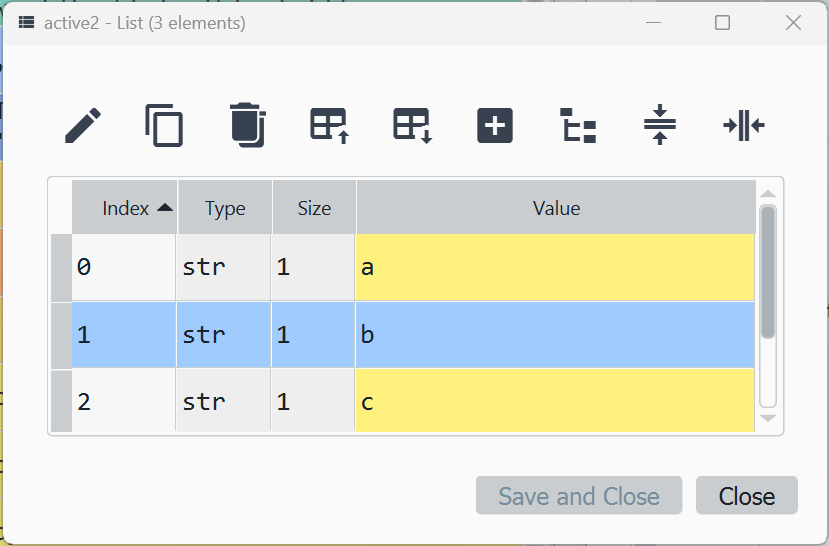 active2 - List (3 elements)
Index Type Size Value
0 str 1 a
1 str 1 b
2 str 1 c
Save and Close Close